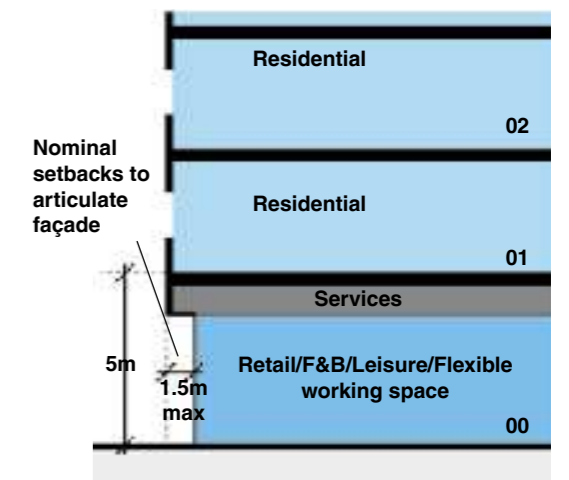 Residential
02
Nominal
setbacks to
articulate
façade
Residential
01
Services
5m
1.5m
max
Retail/F&B/Leisure/Flexible
working space
00